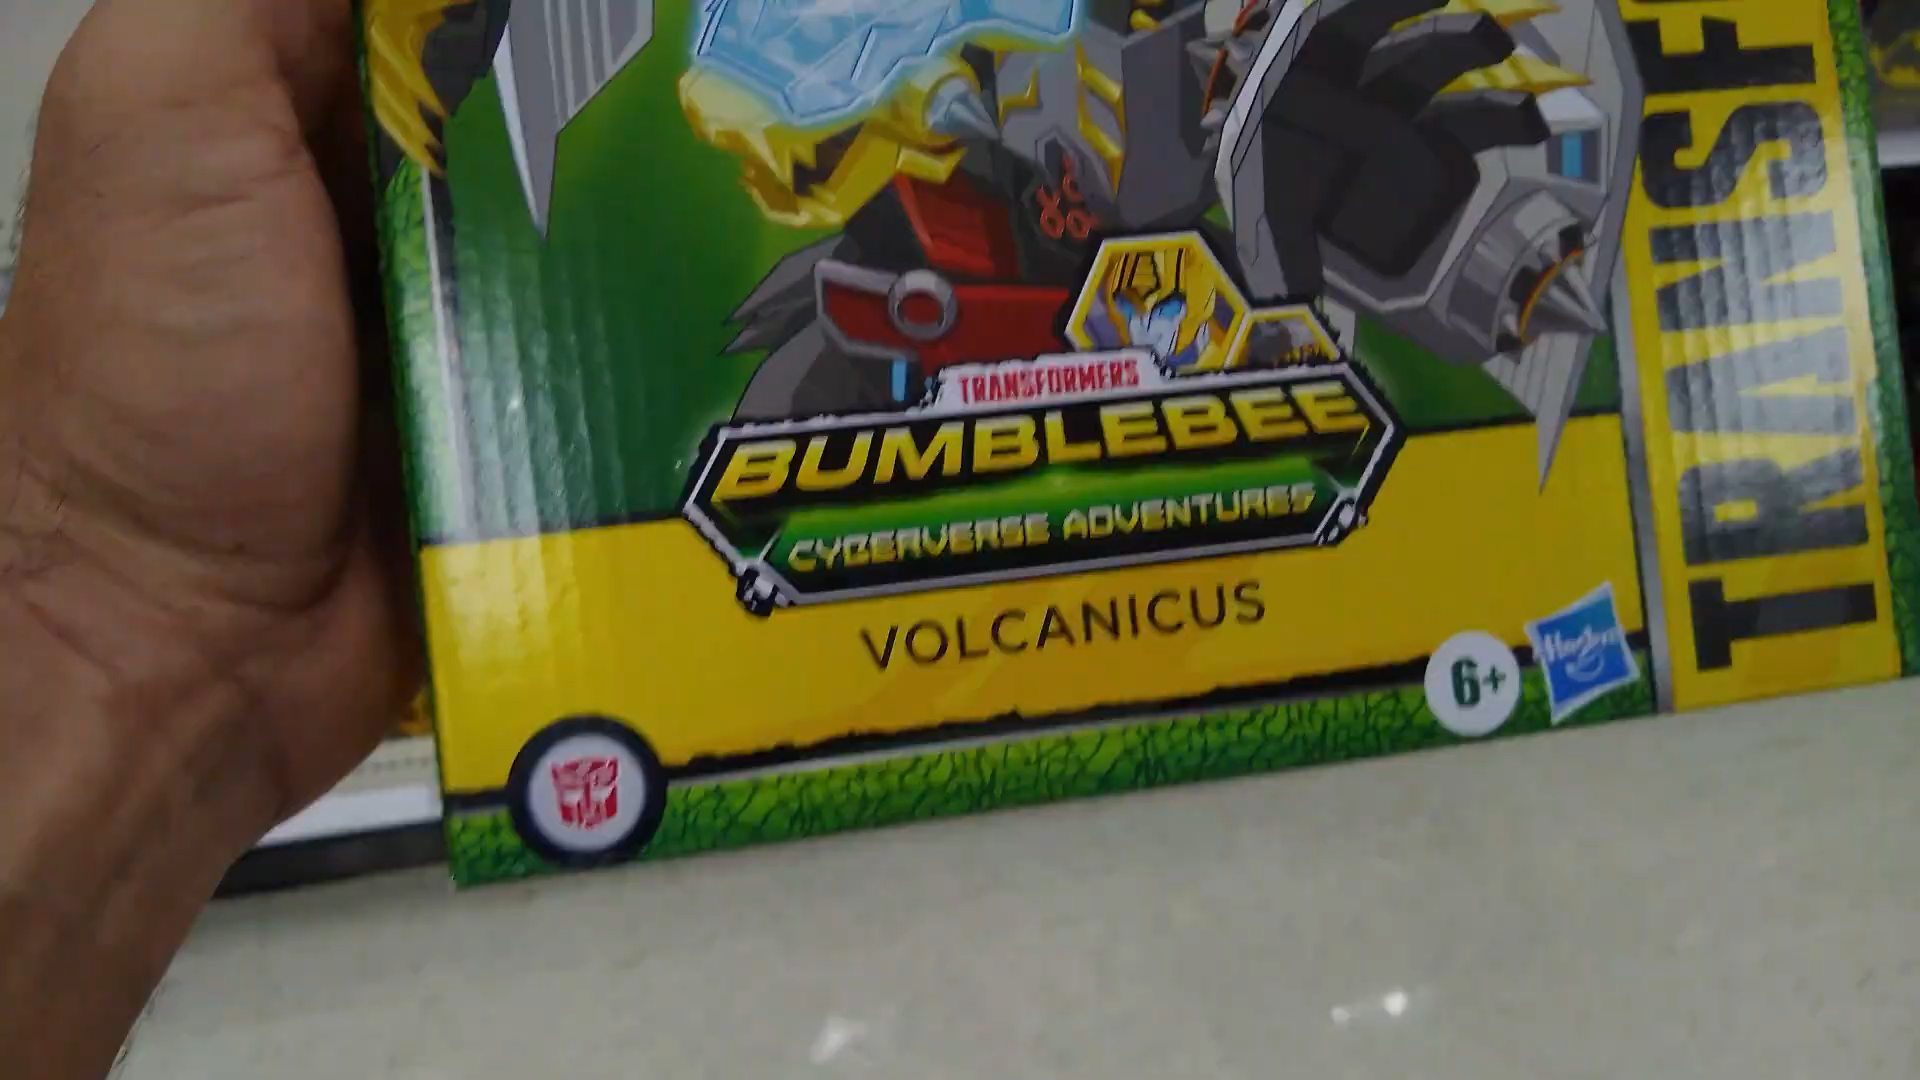 TRANSFORMERS
BUMBLEBEE
CYBERVERSE ADVENTURES
VOLCANICUS
6+
Hasbro
TRANSF